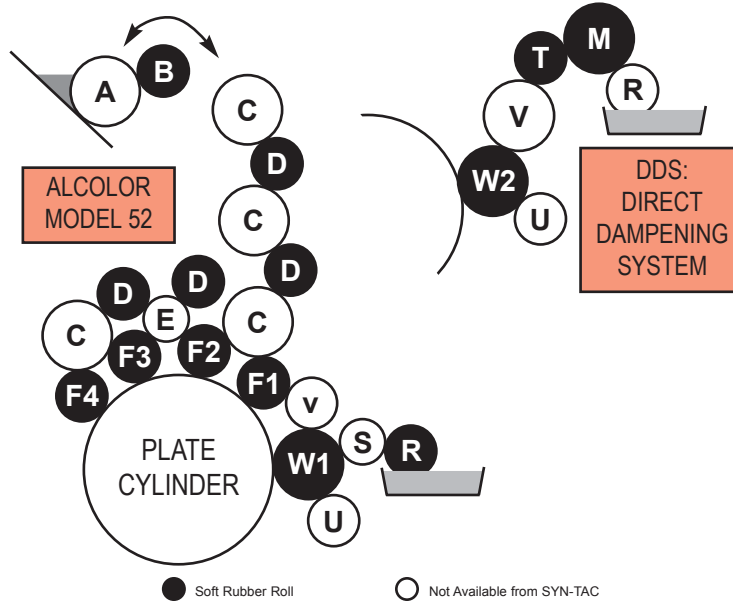 A
B
C
D
C
D
C
D
D
E
C
F3
F2
F1
F4
v
W1
S
R
U
PLATE
CYLINDER
ALCOLOR
MODEL 52
T
M
R
V
W2
U
DDS:
DIRECT
DAMPENING
SYSTEM
Soft Rubber Roll
Not Available from SYN-TAC